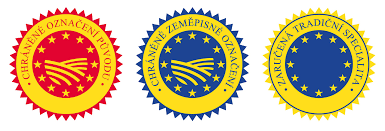 CHRÁNĚNÉ OZNAČENÍ PŮVODU
CHRÁNĚNÉ ZEMĚPISNÉ OZNAČENÍ
ZARUČENÁ TRADIČNÍ SPECIALITA